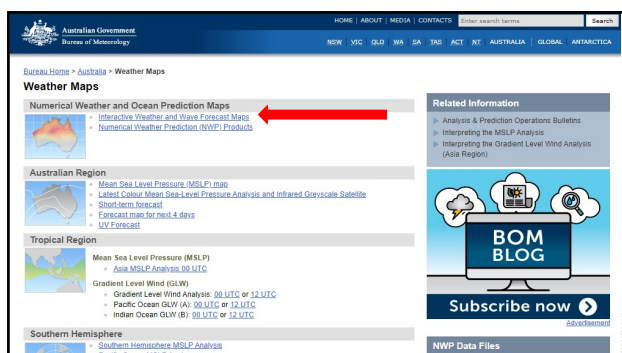 HOME | ABOUT | MEDIA | CONTACTS Enter search terms Search
Australian Government
Bureau of Meteorology
NSW VIC QLD WA SA TAS ACT NT AUSTRALIA GLOBAL ANTARCTICA
Bureau Home > Australia > Weather Maps
Weather Maps
Numerical Weather and Ocean Prediction Maps
Interactive Weather and Wave Forecast Maps
Numerical Weather Prediction (NWP) Products
Australian Region
Mean Sea Level Pressure (MSLP) map
Latest Colour Mean Sea-Level Pressure Analysis and Infrared Greyscale Satellite
Short-term forecast
Forecast map for next 4 days
UV Forecast
Tropical Region
Mean Sea Level Pressure (MSLP)
Asia MSLP Analysis 00 UTC
Gradient Level Wind (GLW)
Gradient Level Wind Analysis: 00 UTC or 12 UTC
Pacific Ocean GLW (A): 00 UTC or 12 UTC
Indian Ocean GLW (B): 00 UTC or 12 UTC
Southern Hemisphere
Southern Hemisphere MSLP Analysis
Related Information
Analysis & Prediction Operations Bulletins
Interpreting the MSLP Analysis
Interpreting the Gradient Level Wind Analysis
(Asia Region)
BOM
BLOG
Subscribe now
Advertisement
NWP Data Files